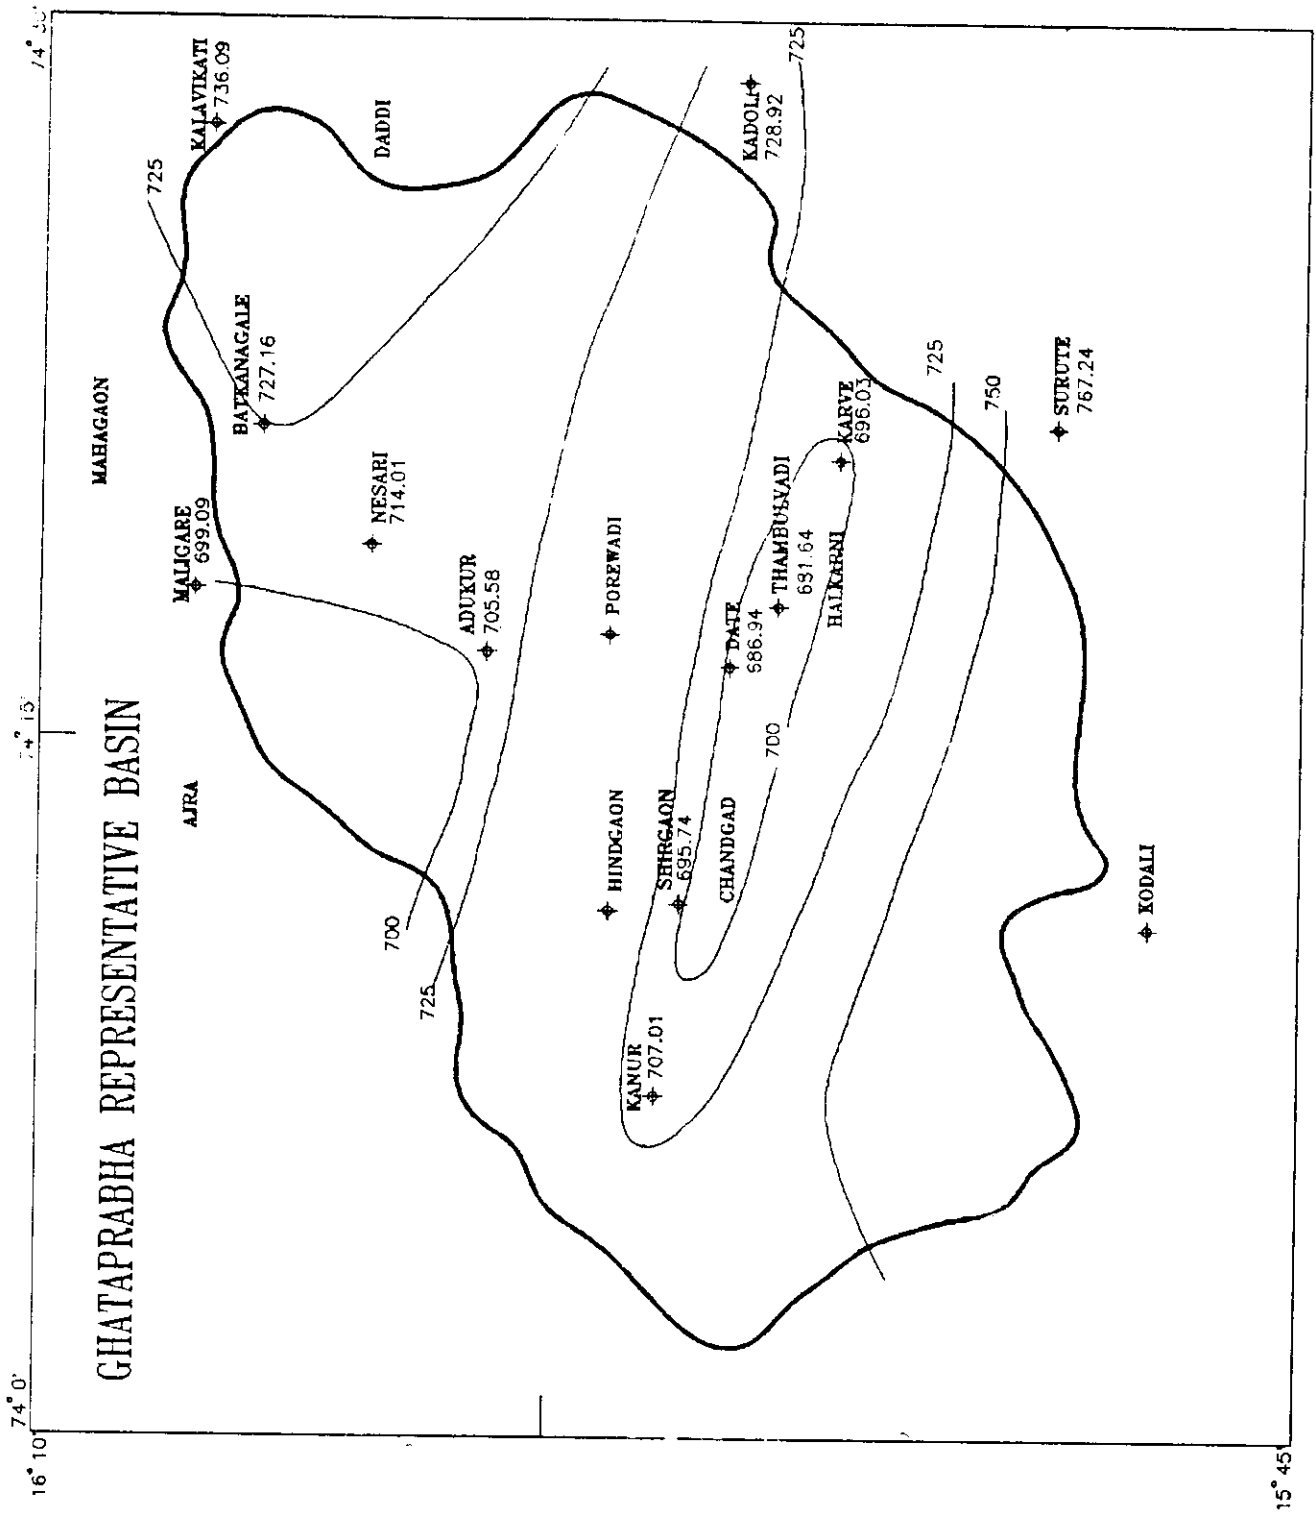 GHATAPRABHA REPRESENTATIVE BASIN
74° 0'
74° 15'
74° 30'
16° 10'
15° 45'
MAHAGAON
AJRA
MALIGARE
699.09
KALAVIKATI
736.09
725
BATKANAGALE
727.16
DADDI
NESARI
714.01
ADUKUR
705.58
700
725
POREWADI
HINDGAON
KANUR
707.01
SHIRGAON
695.74
CHANDGAD
DATE
686.94
THAMBULVADI
681.64
HALKARNI
700
KADOLI
728.92
725
KARVE
696.03
725
750
SURUTE
767.24
KODALI